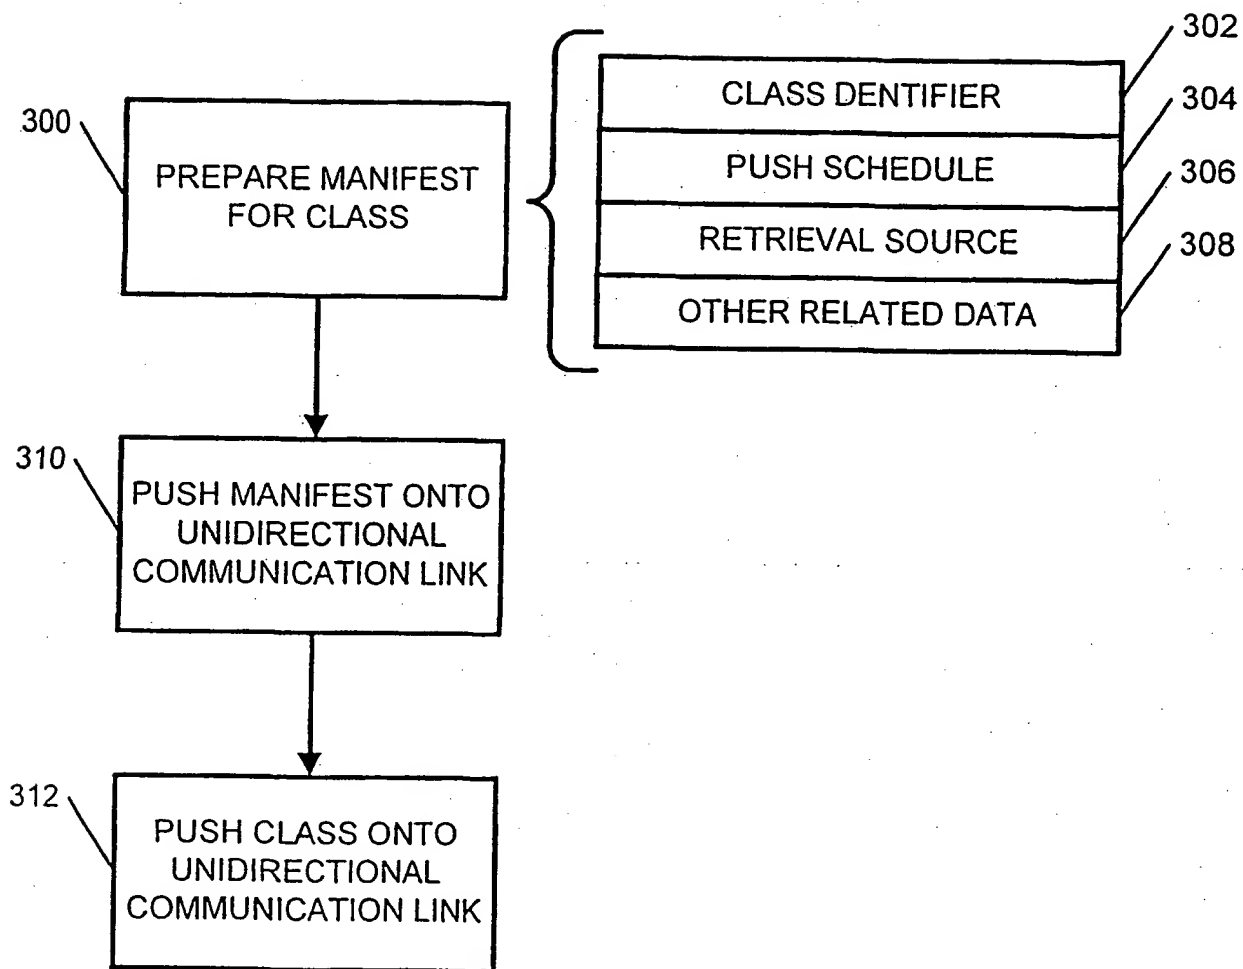 302
CLASS DENTIFIER
304
300
PREPARE MANIFEST
FOR CLASS
PUSH SCHEDULE
306
RETRIEVAL SOURCE
308
OTHER RELATED DATA
310
PUSH MANIFEST ONTO
UNIDIRECTIONAL
COMMUNICATION LINK
312
PUSH CLASS ONTO
UNIDIRECTIONAL
COMMUNICATION LINK